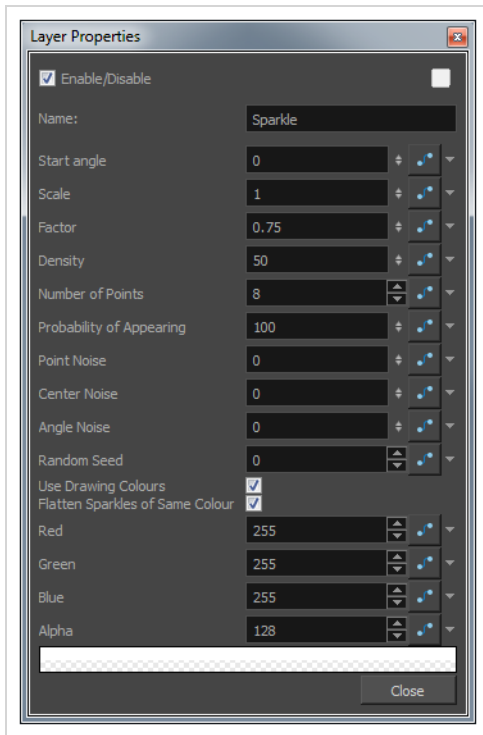 Layer Properties
Enable/Disable
Name: Sparkle
Start angle 0
Scale 1
Factor 0.75
Density 50
Number of Points 8
Probability of Appearing 100
Point Noise 0
Center Noise 0
Angle Noise 0
Random Seed 0
Use Drawing Colours
Flatten Sparkles of Same Colour
Red 255
Green 255
Blue 255
Alpha 128
Close